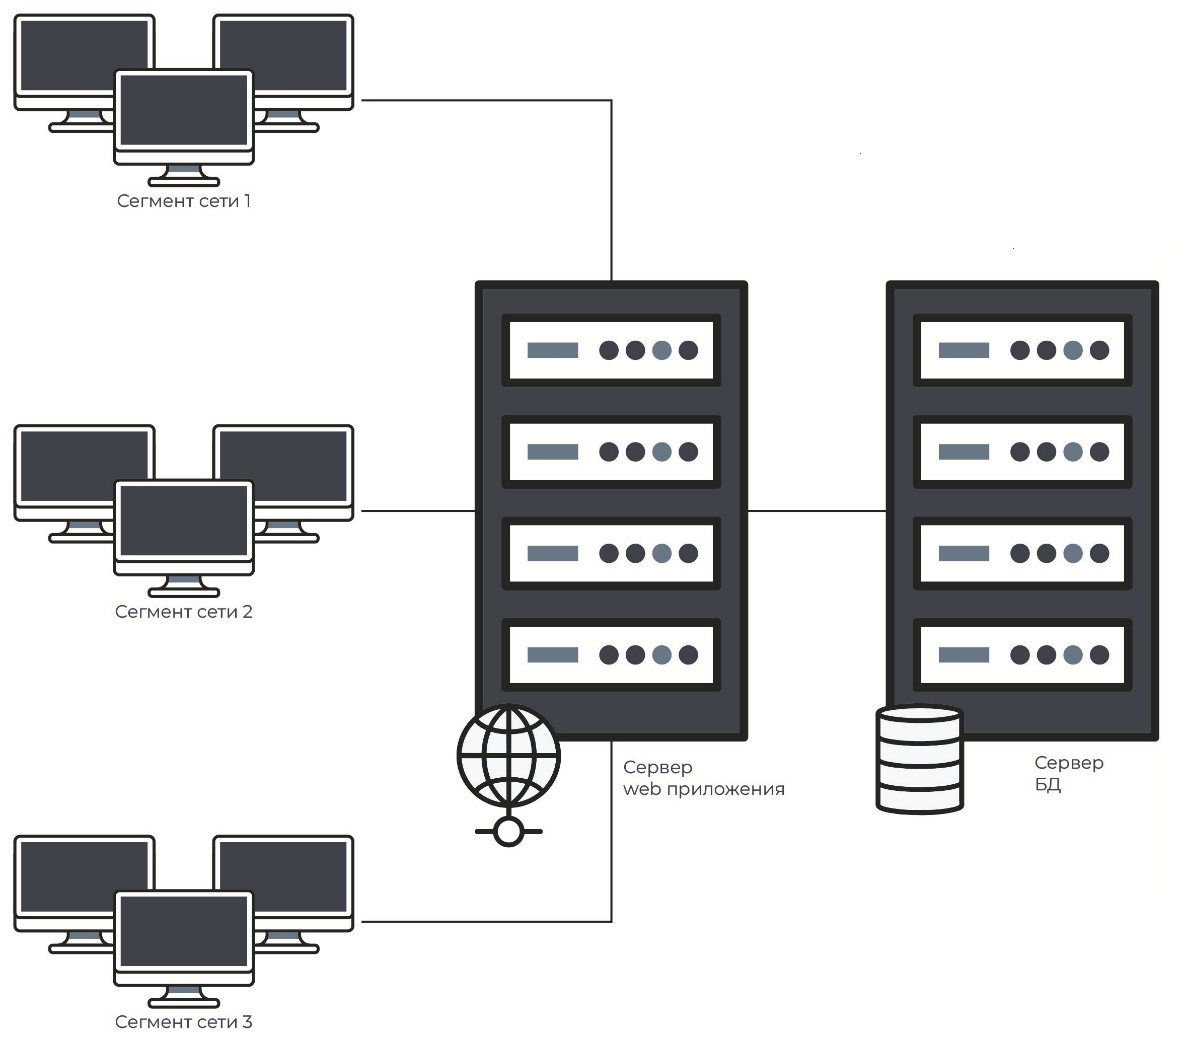 Сегмент сети 1
Сегмент сети 2
Сервер
web приложения
Сервер
БД
Сегмент сети 3